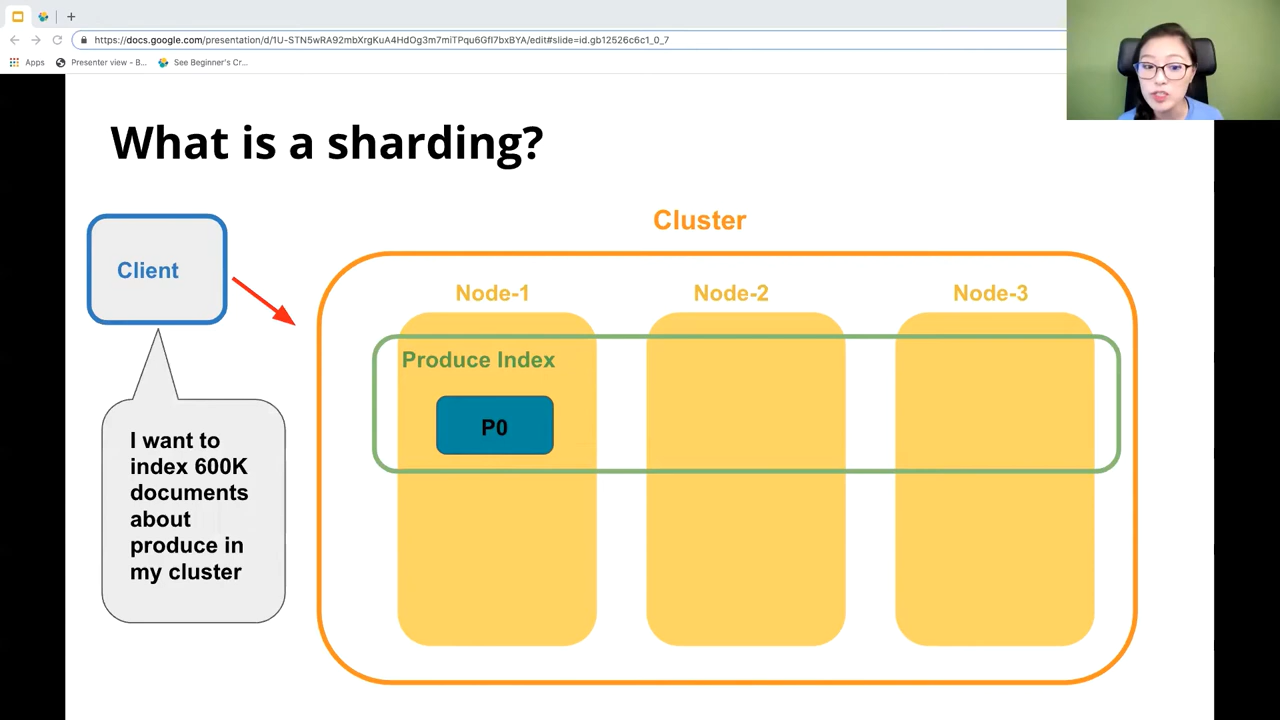 https://docs.google.com/presentation/d/1U-STN5wRA92mbXrgKuA4HdOg3m7miTPqu6GfI7bxBYA/edit#slide=id.gb12526c6c1_0_7
Apps
Presenter view – B...
See Beginner's Cr...
What is a sharding?
Cluster
Client
Node-1
Node-2
Node-3
Produce Index
P0
I want to
index 600K
documents
about
produce in
my cluster